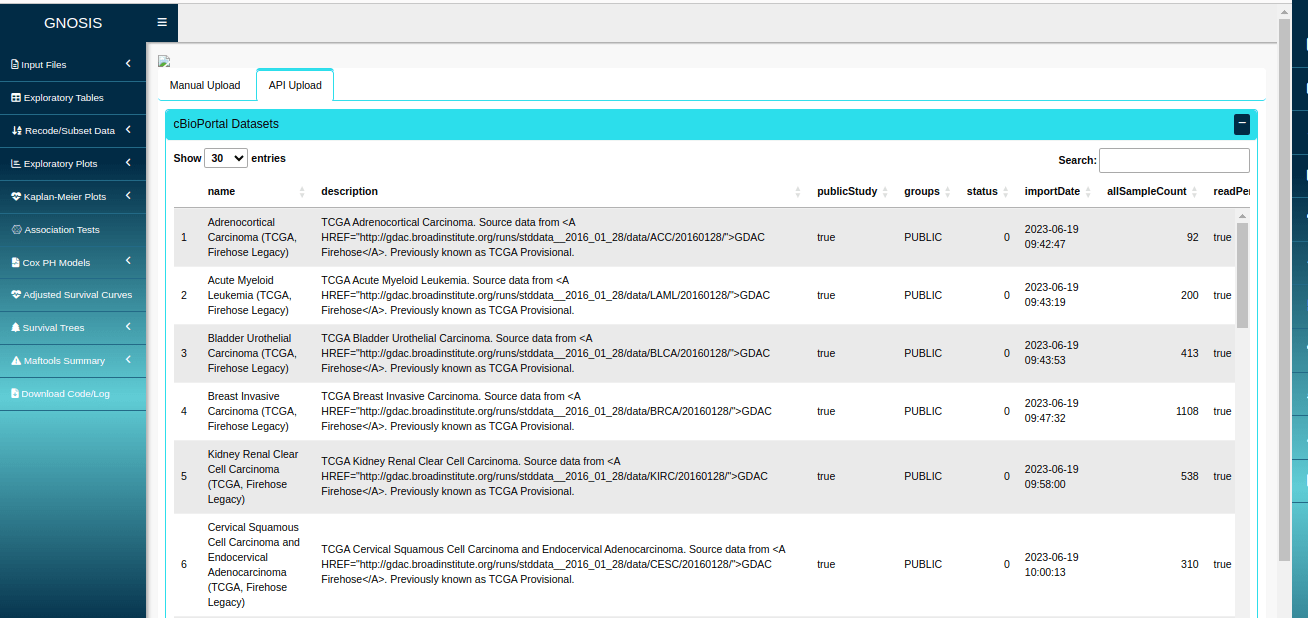 GNOSIS
Input Files
Exploratory Tables
Recode/Subset Data
Exploratory Plots
Kaplan-Meier Plots
Association Tests
Cox PH Models
Adjusted Survival Curves
Survival Trees
Maftools Summary
Download Code/Log
Manual Upload API Upload
cBioPortal Datasets
Show 30 entries Search:
name description publicStudy groups status importDate allSampleCount readPer
1 Adrenocortical Carcinoma (TCGA, Firehose Legacy) TCGA Adrenocortical Carcinoma. Source data from <A HREF="http://gdac.broadinstitute.org/runs/stddata__2016_01_28/data/ACC/20160128/">GDAC Firehose</A>. Previously known as TCGA Provisional. true PUBLIC 0 2023-06-19 09:42:47 92 true
2 Acute Myeloid Leukemia (TCGA, Firehose Legacy) TCGA Acute Myeloid Leukemia. Source data from <A HREF="http://gdac.broadinstitute.org/runs/stddata__2016_01_28/data/LAML/20160128/">GDAC Firehose</A>. Previously known as TCGA Provisional. true PUBLIC 0 2023-06-19 09:43:19 200 true
3 Bladder Urothelial Carcinoma (TCGA, Firehose Legacy) TCGA Bladder Urothelial Carcinoma. Source data from <A HREF="http://gdac.broadinstitute.org/runs/stddata__2016_01_28/data/BLCA/20160128/">GDAC Firehose</A>. Previously known as TCGA Provisional. true PUBLIC 0 2023-06-19 09:43:53 413 true
4 Breast Invasive Carcinoma (TCGA, Firehose Legacy) TCGA Breast Invasive Carcinoma. Source data from <A HREF="http://gdac.broadinstitute.org/runs/stddata__2016_01_28/data/BRCA/20160128/">GDAC Firehose</A>. Previously known as TCGA Provisional. true PUBLIC 0 2023-06-19 09:47:32 1108 true
5 Kidney Renal Clear Cell Carcinoma (TCGA, Firehose Legacy) TCGA Kidney Renal Clear Cell Carcinoma. Source data from <A HREF="http://gdac.broadinstitute.org/runs/stddata__2016_01_28/data/KIRC/20160128/">GDAC Firehose</A>. Previously known as TCGA Provisional. true PUBLIC 0 2023-06-19 09:58:00 538 true
6 Cervical Squamous Cell Carcinoma and Endocervical Adenocarcinoma (TCGA, Firehose Legacy) TCGA Cervical Squamous Cell Carcinoma and Endocervical Adenocarcinoma. Source data from <A HREF="http://gdac.broadinstitute.org/runs/stddata__2016_01_28/data/CESC/20160128/">GDAC Firehose</A>. Previously known as TCGA Provisional. true PUBLIC 0 2023-06-19 10:00:13 310 true